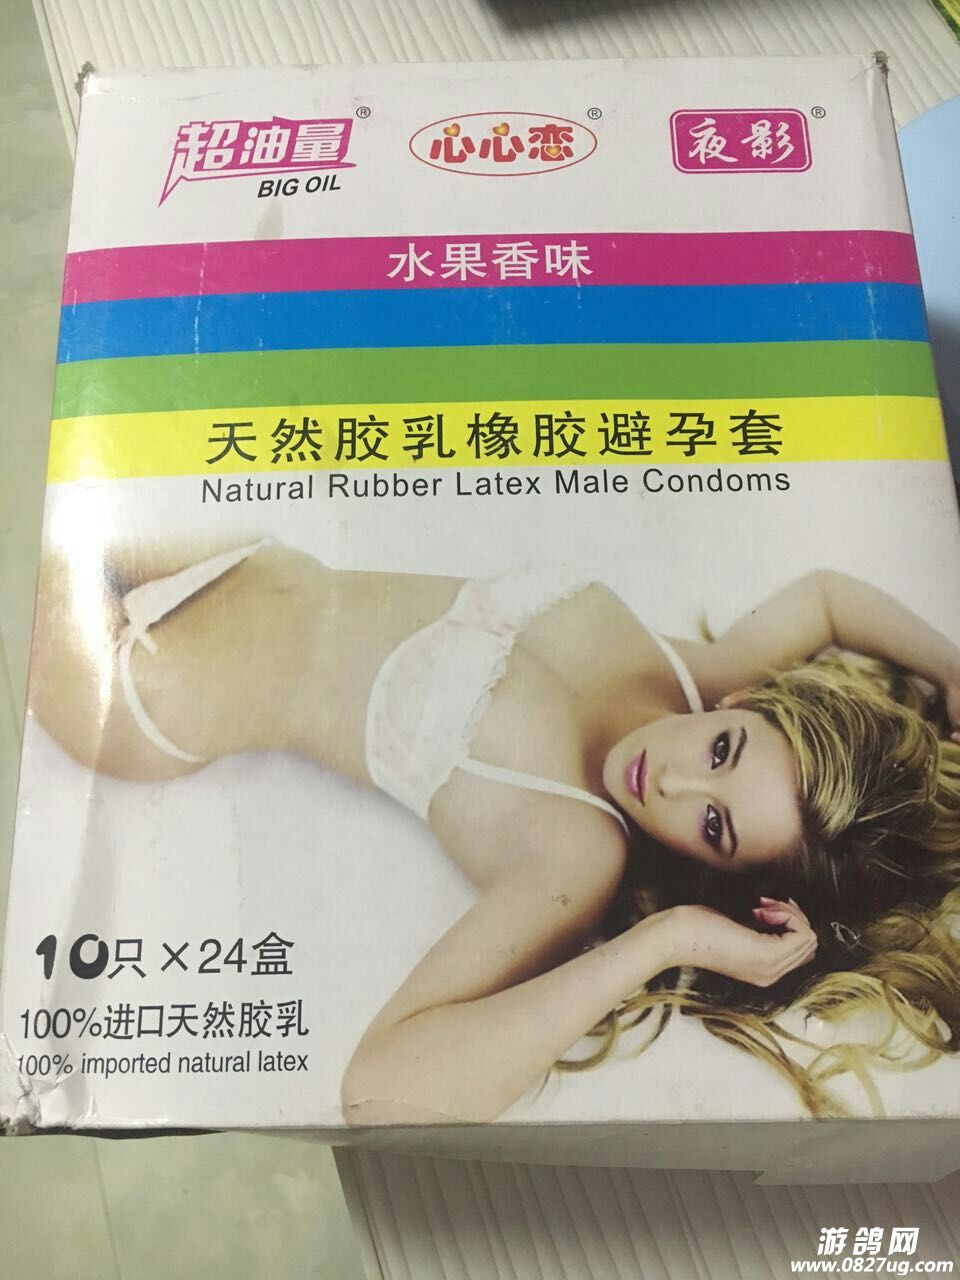 超油量®
BIG OIL
心心恋®
夜影®
水果香味
天然胶乳橡胶避孕套
Natural Rubber Latex Male Condoms
10只×24盒
100%进口天然胶乳
100% imported natural latex
游鸽网
www.0827ug.com